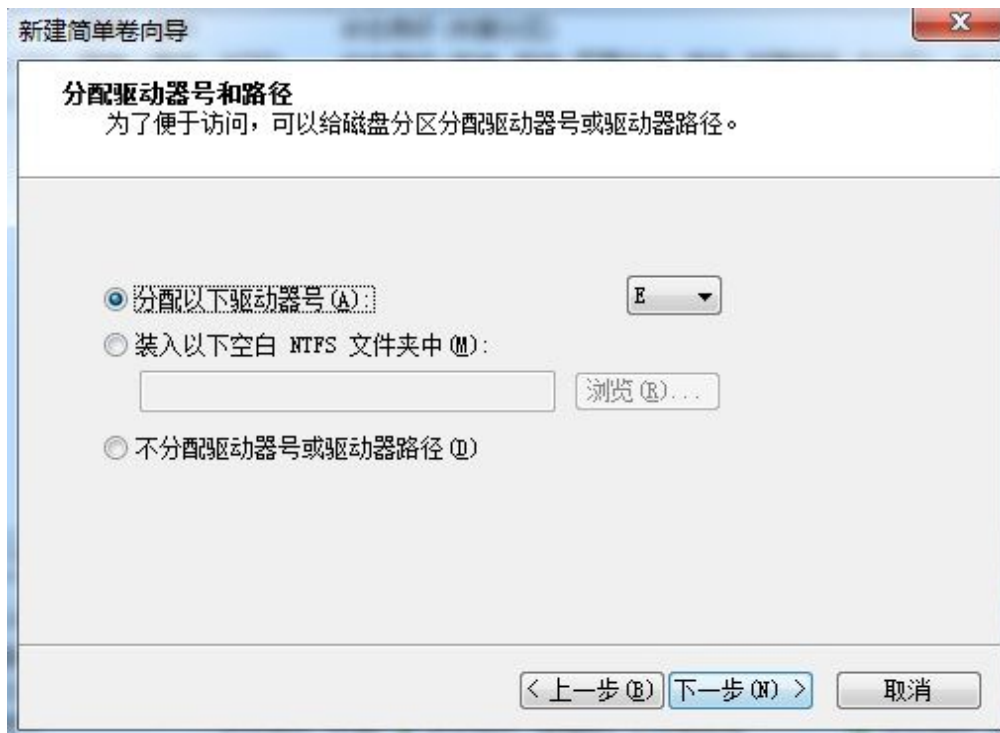 新建简单卷向导
分配驱动器号和路径
为了便于访问，可以给磁盘分区分配驱动器号或驱动器路径。
分配以下驱动器号(A): E
装入以下空白 NTFS 文件夹中(M):
浏览(R)...
不分配驱动器号或驱动器路径(D)
< 上一步(B) 下一步(N) > 取消